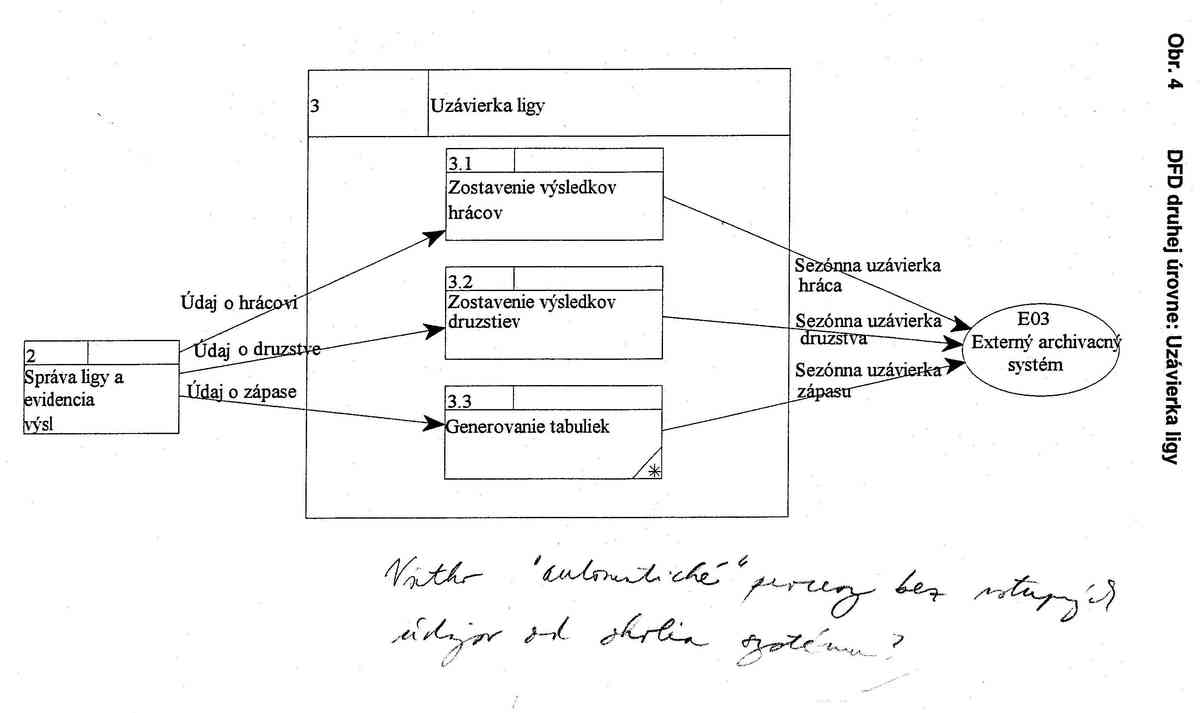 Obr. 4 DFD druhej úrovne: Uzávierka ligy
3
Uzávierka ligy
3.1
Zostavenie výsledkov
hrácov
3.2
Zostavenie výsledkov
druzstiev
3.3
Generovanie tabuliek
*
Údaj o hrácovi
Údaj o druzstve
Údaj o zápase
2
Správa ligy a
evidencia
výsl
Sezónna uzávierka
hráca
Sezónna uzávierka
druzstva
Sezónna uzávierka
zápasu
E03
Externý archivacný
systém
Všetko "automatické" procesy bez vstupných
údajov od okolia systému?